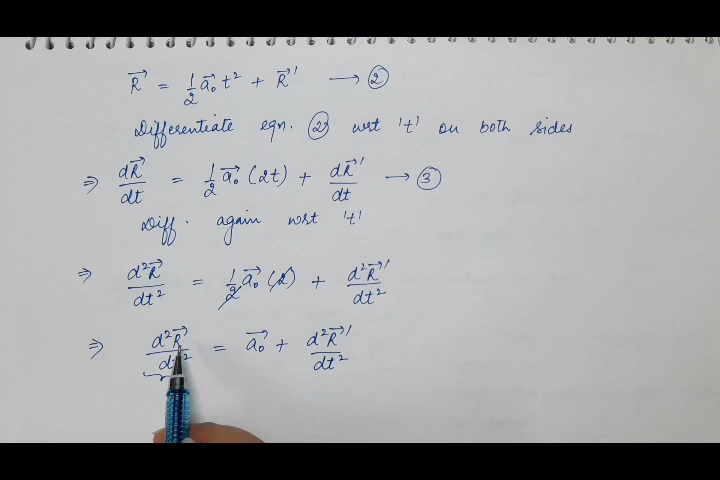 R⃗ = 1/2 a⃗₀ t² + R⃗' → ②
Differentiate eqn. ② wrt 't' on both sides
⇒ dR⃗/dt = 1/2 a⃗₀ (2t) + dR⃗'/dt → ③
Diff. again wrt 't'
⇒ d²R⃗/dt² = 1/2 a⃗₀ (2) + d²R⃗'/dt²
⇒ d²R⃗/dt² = a⃗₀ + d²R⃗'/dt²